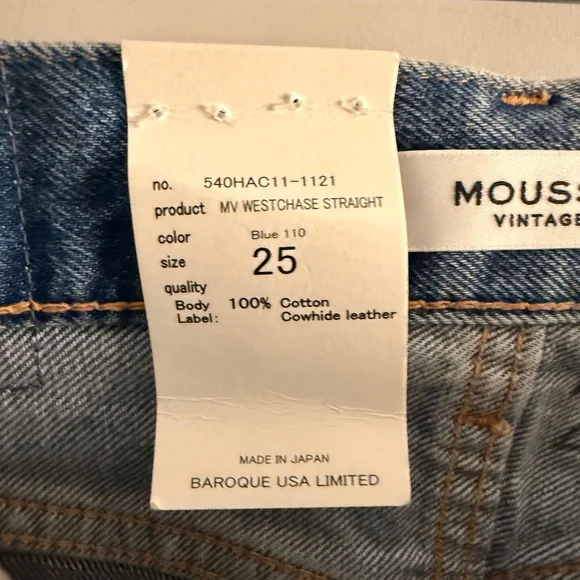 no. 540HAC11-1121
product MV WESTCHASE STRAIGHT
color Blue 110
size 25
quality
Body 100% Cotton
Label: Cowhide leather
MADE IN JAPAN
BAROQUE USA LIMITED
MOUSS
VINTAGE